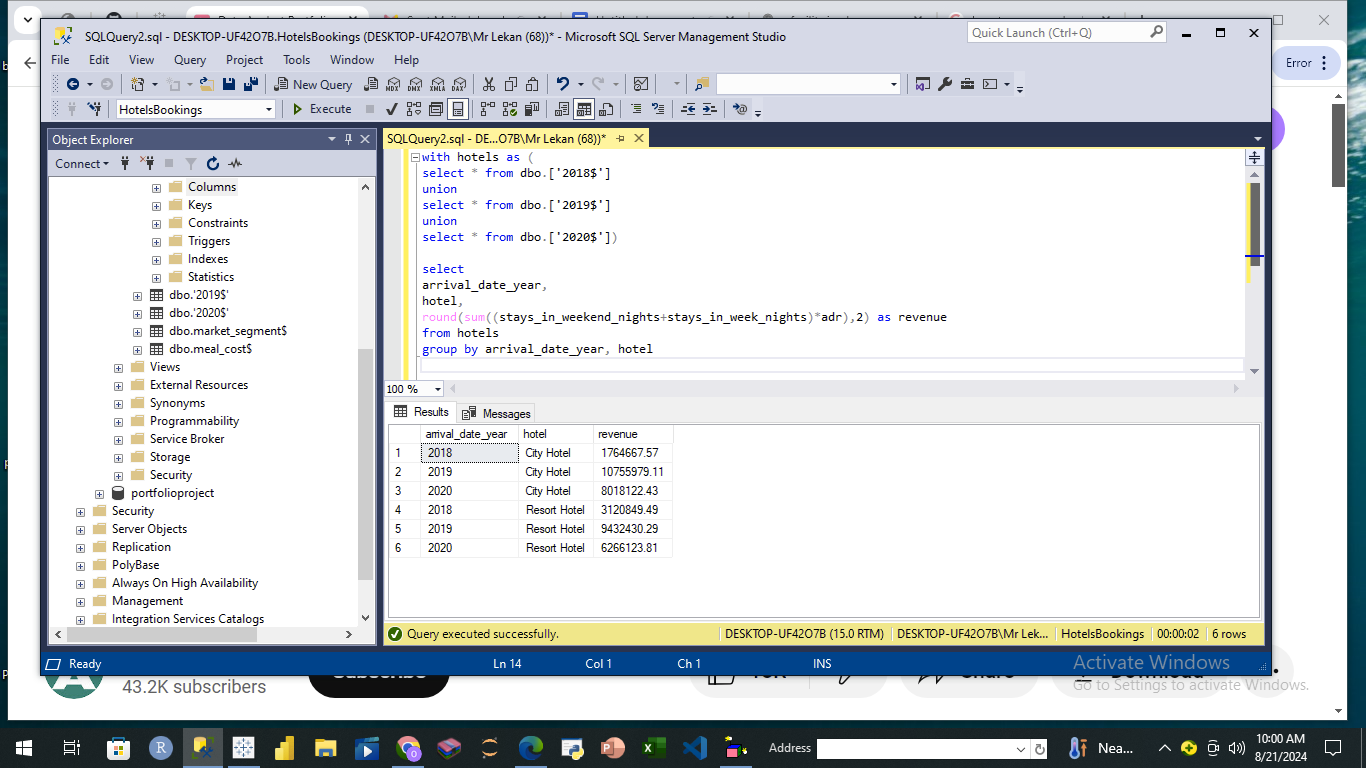 SQLQuery2.sql - DESKTOP-UF42O7B.HotelsBookings (DESKTOP-UF42O7B\Mr Lekan (68))* - Microsoft SQL Server Management Studio
Quick Launch (Ctrl+Q)
File Edit View Query Project Tools Window Help
Error
New Query
MDX DMX XMLA DAX
HotelsBookings
Execute
Object Explorer
Connect
Columns
Keys
Constraints
Triggers
Indexes
Statistics
dbo.'2019$'
dbo.'2020$'
dbo.market_segment$
dbo.meal_cost$
Views
External Resources
Synonyms
Programmability
Service Broker
Storage
Security
portfolioproject
Security
Server Objects
Replication
PolyBase
Always On High Availability
Management
Integration Services Catalogs
SQLQuery2.sql - DE...O7B\Mr Lekan (68))*
with hotels as (
select * from dbo.['2018$']
union
select * from dbo.['2019$']
union
select * from dbo.['2020$'])
select
arrival_date_year,
hotel,
round(sum((stays_in_weekend_nights+stays_in_week_nights)*adr),2) as revenue
from hotels
group by arrival_date_year, hotel
100 %
Results Messages
arrival_date_year hotel revenue
1 2018 City Hotel 1764667.57
2 2019 City Hotel 10755979.11
3 2020 City Hotel 8018122.43
4 2018 Resort Hotel 3120849.49
5 2019 Resort Hotel 9432430.29
6 2020 Resort Hotel 6266123.81
Query executed successfully.
DESKTOP-UF42O7B (15.0 RTM) DESKTOP-UF42O7B\Mr Lek... HotelsBookings 00:00:02 6 rows
Ready Ln 14 Col 1 Ch 1 INS
Activate Windows
Go to Settings to activate Windows.
43.2K subscribers
Subscribe
Share
Download
Address
Nea...
10:00 AM
8/21/2024